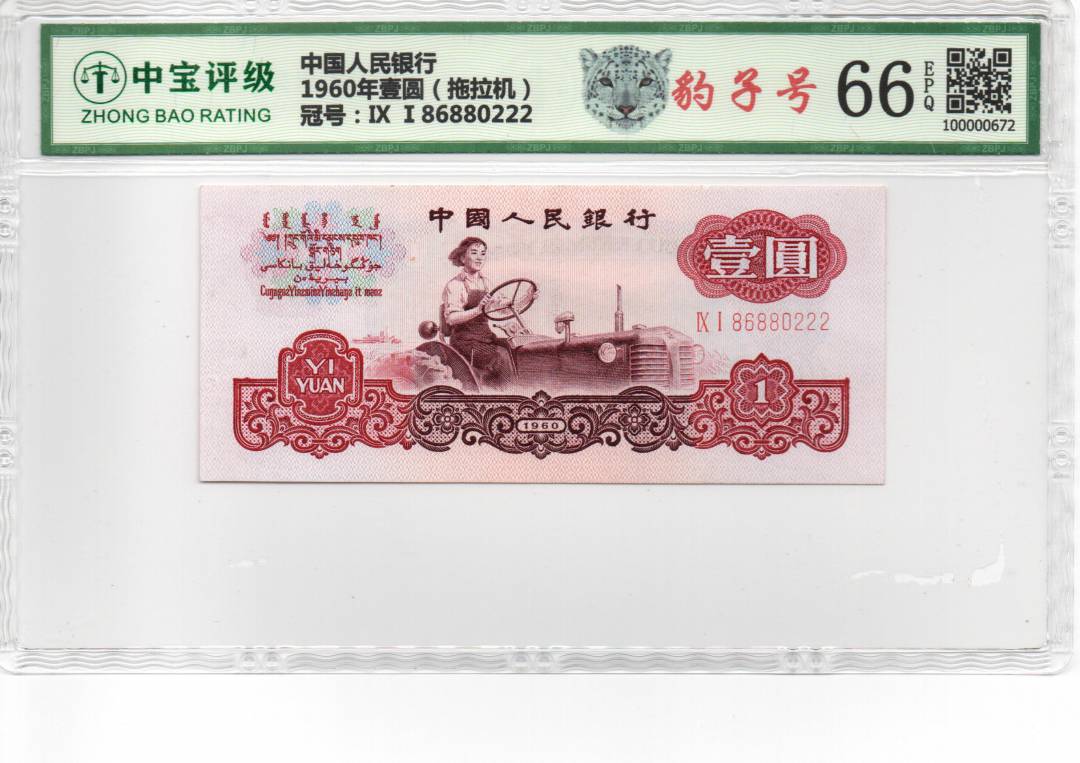 中宝评级
ZHONG BAO RATING
中国人民银行
1960年壹圆（拖拉机）
冠号：Ⅸ Ⅰ 86880222
豹子号
66
EPQ
100000672
中國人民銀行
壹圓
Ⅸ Ⅰ 86880222
YI
YUAN
1960
1